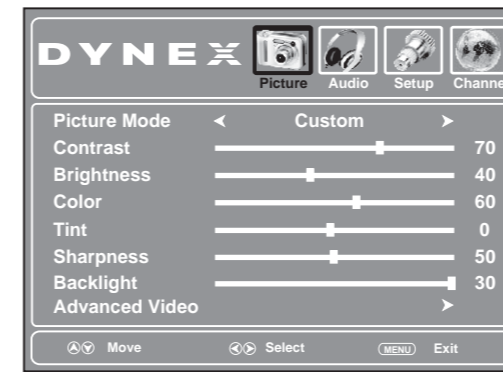 DYNEX
Picture Audio Setup Channe
Picture Mode Custom
Contrast 70
Brightness 40
Color 60
Tint 0
Sharpness 50
Backlight 30
Advanced Video
Move Select MENU Exit